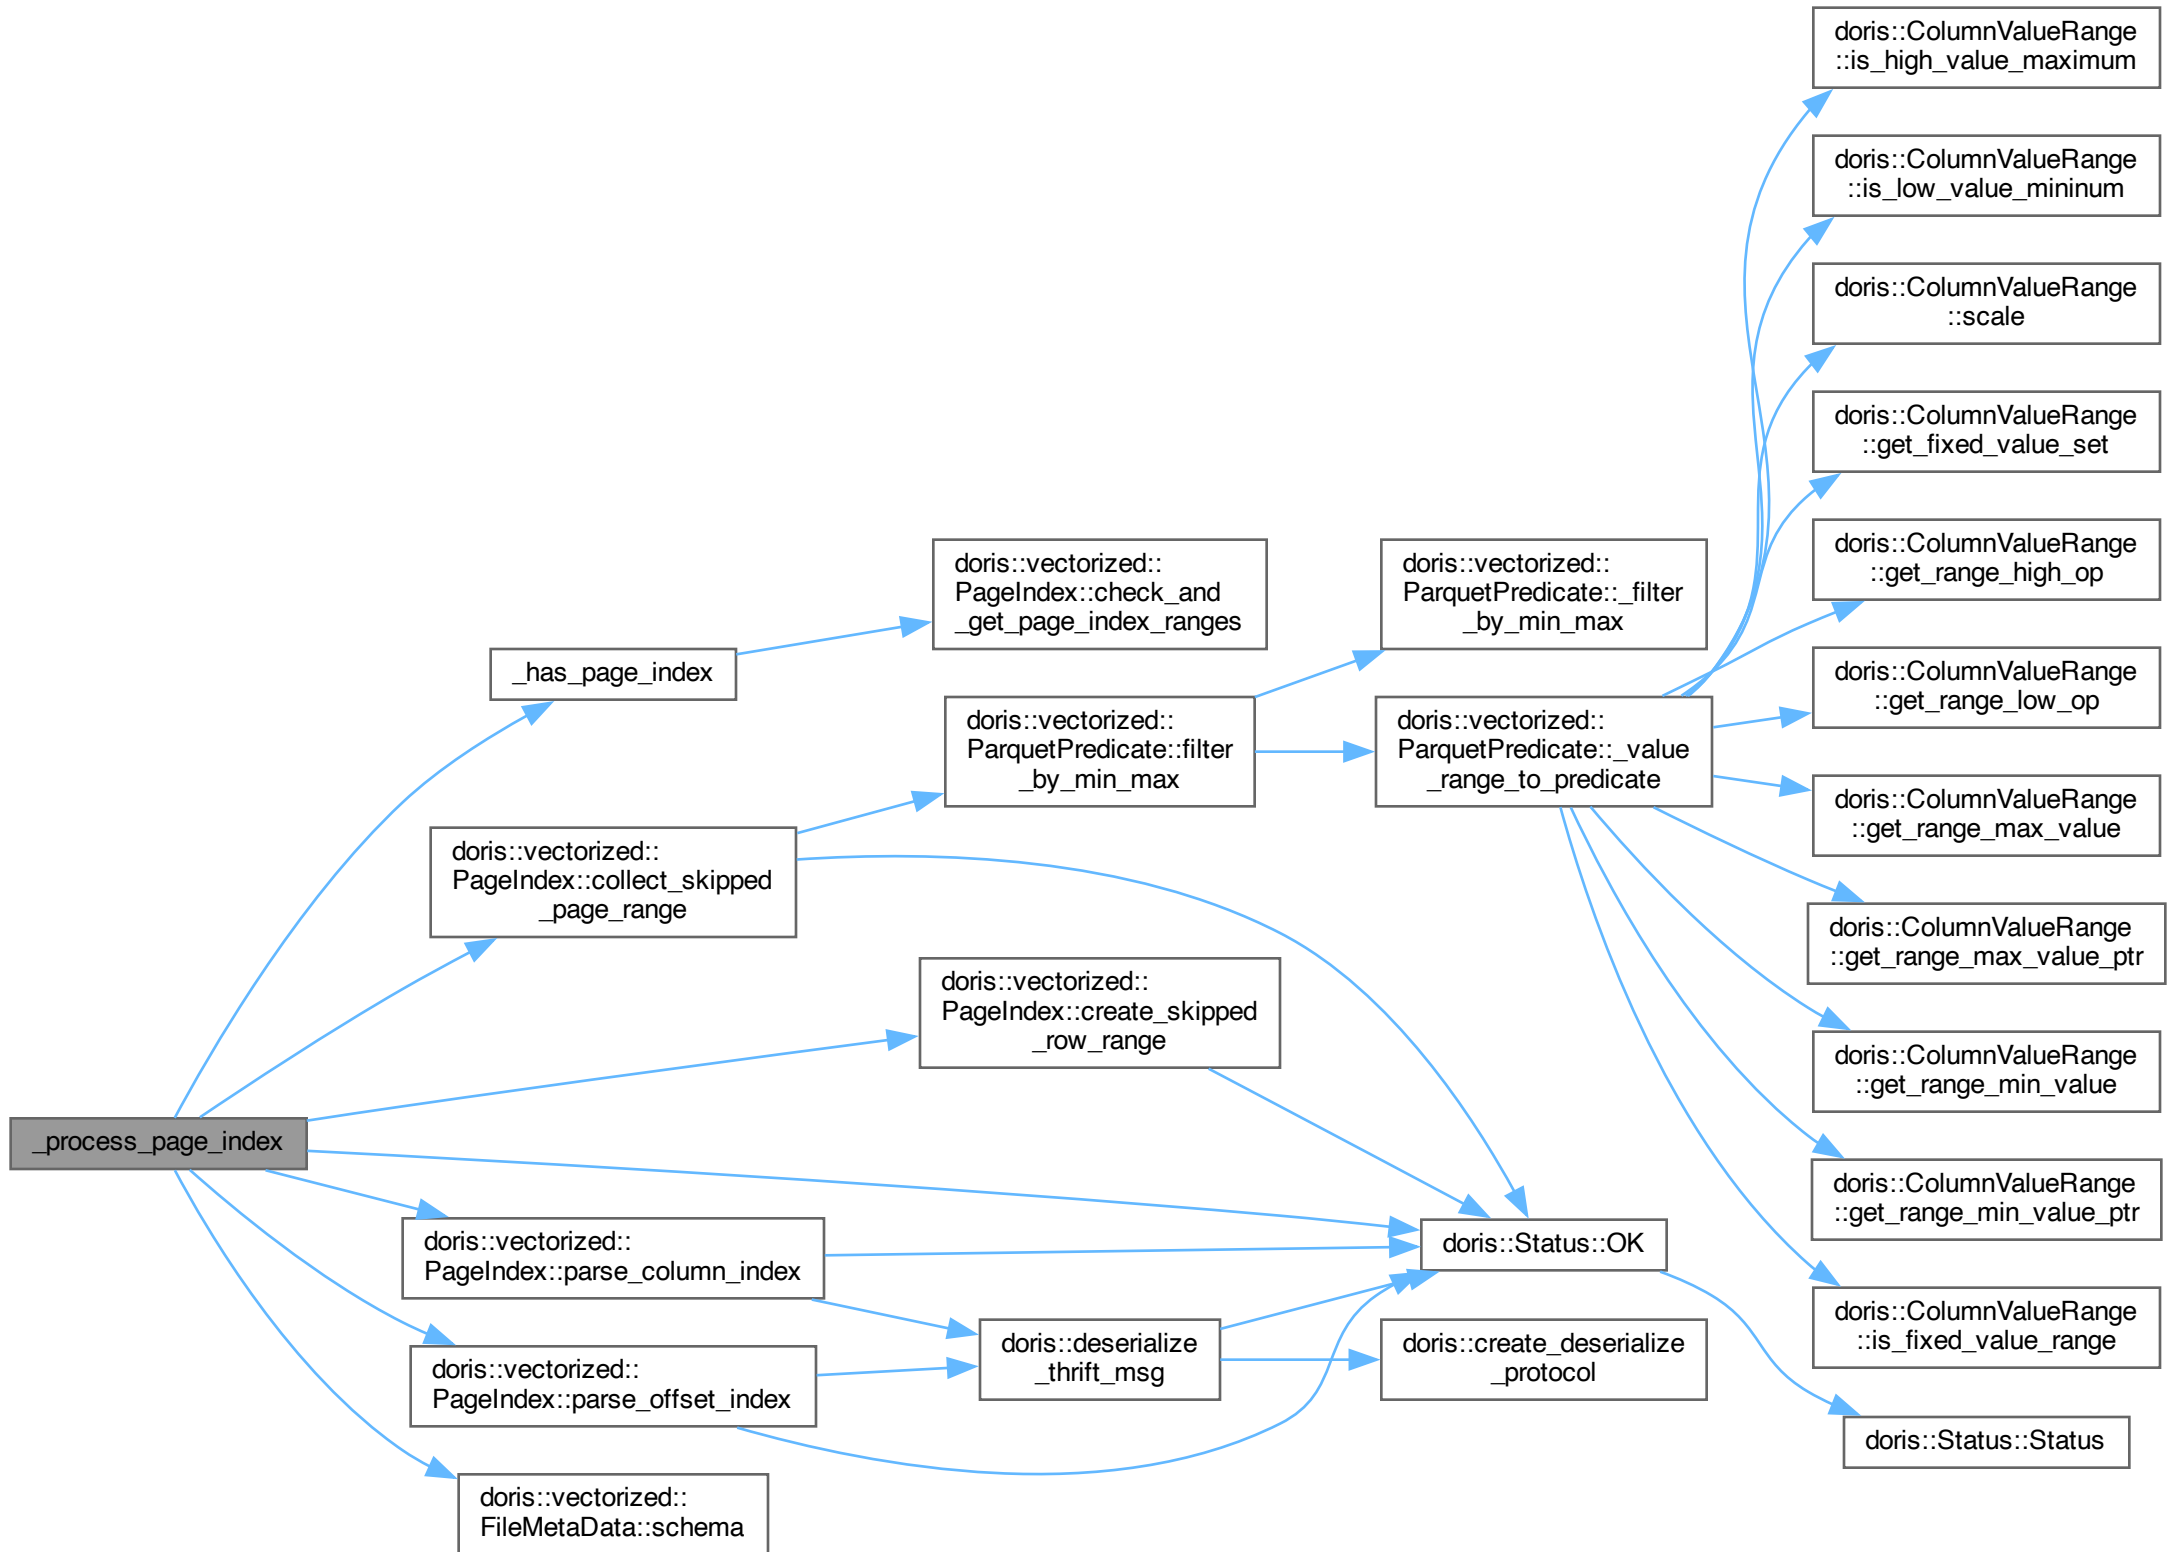 _process_page_index
_has_page_index
doris::vectorized::
PageIndex::collect_skipped
_page_range
doris::vectorized::
PageIndex::parse_column_index
doris::vectorized::
PageIndex::parse_offset_index
doris::vectorized::
FileMetaData::schema
doris::vectorized::
PageIndex::check_and
_get_page_index_ranges
doris::vectorized::
ParquetPredicate::filter
_by_min_max
doris::vectorized::
PageIndex::create_skipped
_row_range
doris::deserialize
_thrift_msg
doris::vectorized::
ParquetPredicate::_filter
_by_min_max
doris::vectorized::
ParquetPredicate::_value
_range_to_predicate
doris::Status::OK
doris::create_deserialize
_protocol
doris::ColumnValueRange
::is_high_value_maximum
doris::ColumnValueRange
::is_low_value_mininum
doris::ColumnValueRange
::scale
doris::ColumnValueRange
::get_fixed_value_set
doris::ColumnValueRange
::get_range_high_op
doris::ColumnValueRange
::get_range_low_op
doris::ColumnValueRange
::get_range_max_value
doris::ColumnValueRange
::get_range_max_value_ptr
doris::ColumnValueRange
::get_range_min_value
doris::ColumnValueRange
::get_range_min_value_ptr
doris::ColumnValueRange
::is_fixed_value_range
doris::Status::Status